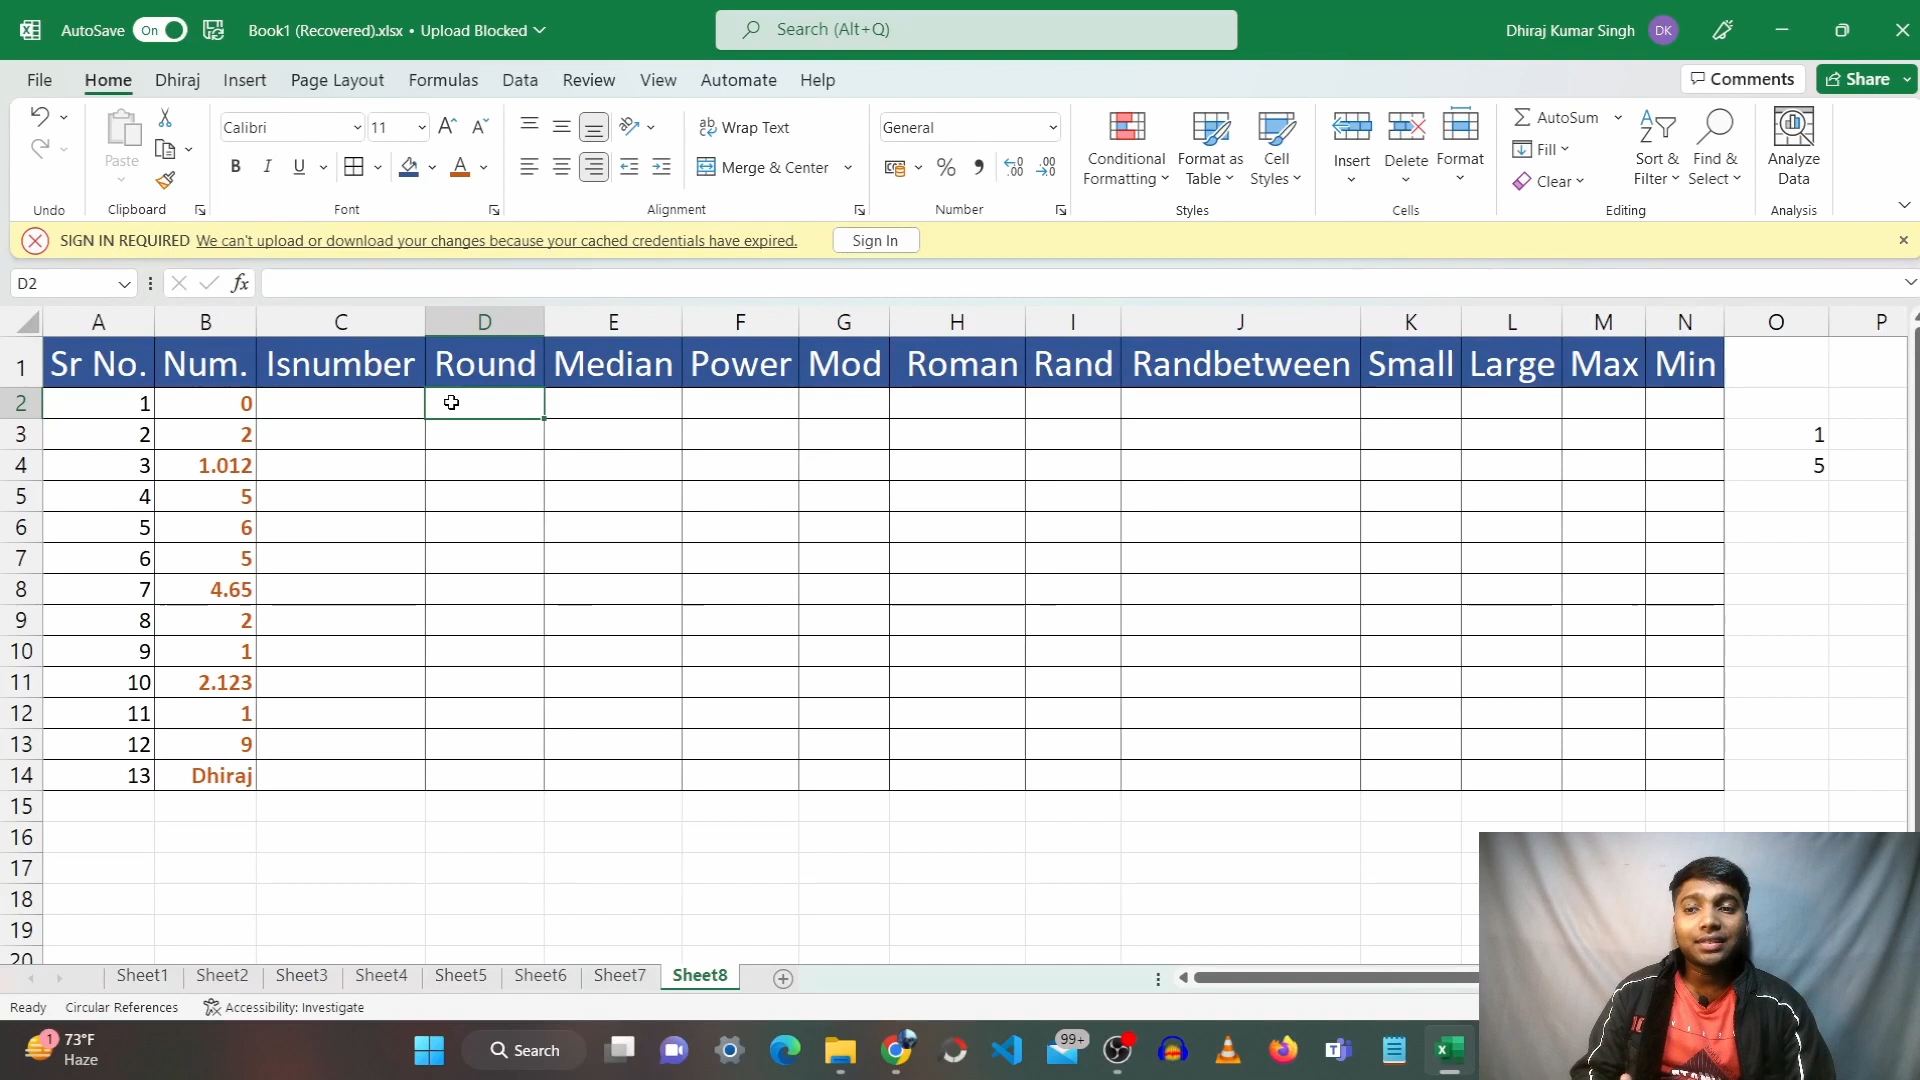 AutoSave On Book1 (Recovered).xlsx • Upload Blocked Search (Alt+Q) Dhiraj Kumar Singh DK
File Home Dhiraj Insert Page Layout Formulas Data Review View Automate Help Comments Share
Calibri 11 Wrap Text General AutoSum
Paste B I U Merge & Center % Conditional Formatting Format as Table Cell Styles Insert Delete Format Fill Sort & Filter Find & Select Analyze Data
Clear
Undo Clipboard Font Alignment Number Styles Cells Editing Analysis
SIGN IN REQUIRED We can't upload or download your changes because your cached credentials have expired. Sign In
D2 fx
A B C D E F G H I J K L M N O P
1 Sr No. Num. Isnumber Round Median Power Mod Roman Rand Randbetween Small Large Max Min
2 1 0
3 2 2 1
4 3 1.012 5
5 4 5
6 5 6
7 6 5
8 7 4.65
9 8 2
10 9 1
11 10 2.123
12 11 1
13 12 9
14 13 Dhiraj
15
16
17
18
19
20
Sheet1 Sheet2 Sheet3 Sheet4 Sheet5 Sheet6 Sheet7 Sheet8
Ready Circular References Accessibility: Investigate
1 73°F Search 99+
Haze